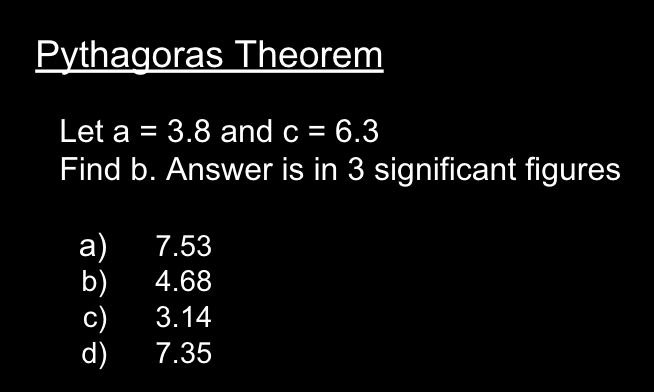 Pythagoras Theorem
Let a = 3.8 and c = 6.3
Find b. Answer is in 3 significant figures
a) 7.53
b) 4.68
c) 3.14
d) 7.35